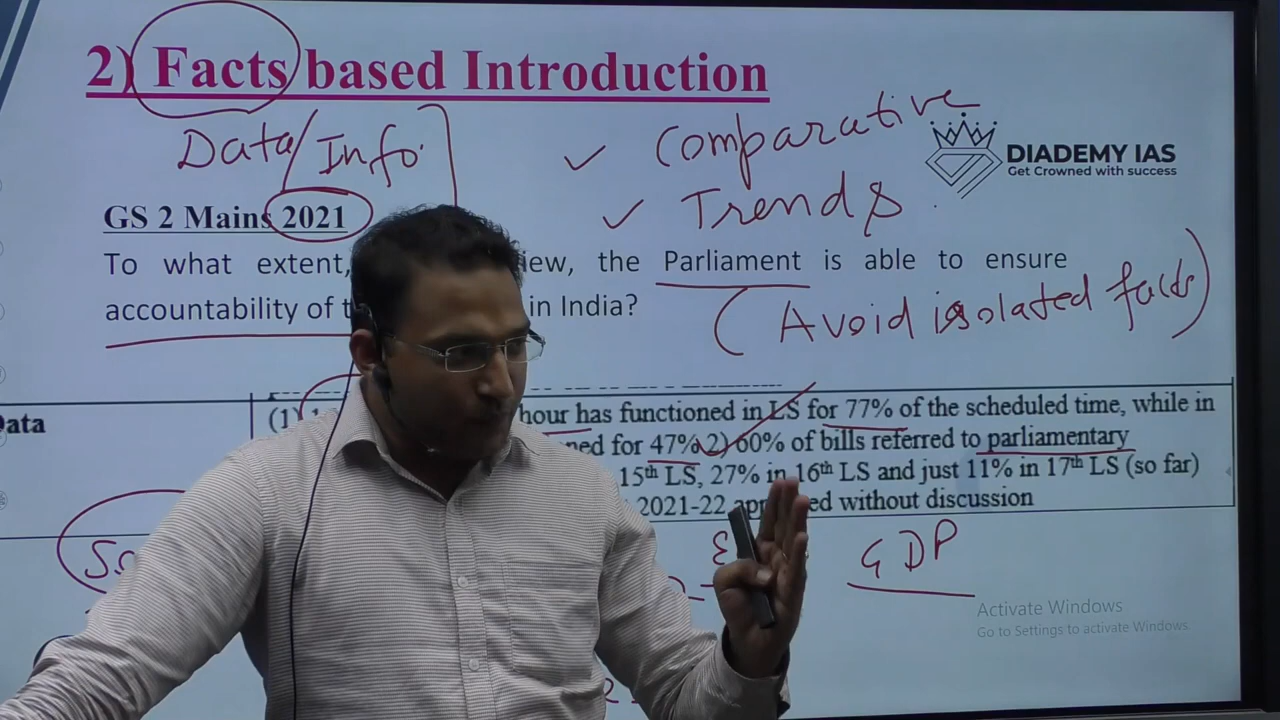 2) Facts based Introduction
Data/Info
Comparative
Trends
DIADEMY IAS
Get Crowned with success
GS 2 Mains 2021
To what extent, iew, the Parliament is able to ensure
accountability of t in India?
(Avoid isolated facts)
ata
(1) hour has functioned in LS for 77% of the scheduled time, while in
ned for 47% 2) 60% of bills referred to parliamentary
15th LS, 27% in 16th LS and just 11% in 17th LS (so far)
2021-22 app ed without discussion
GDP
Activate Windows
Go to Settings to activate Windows.